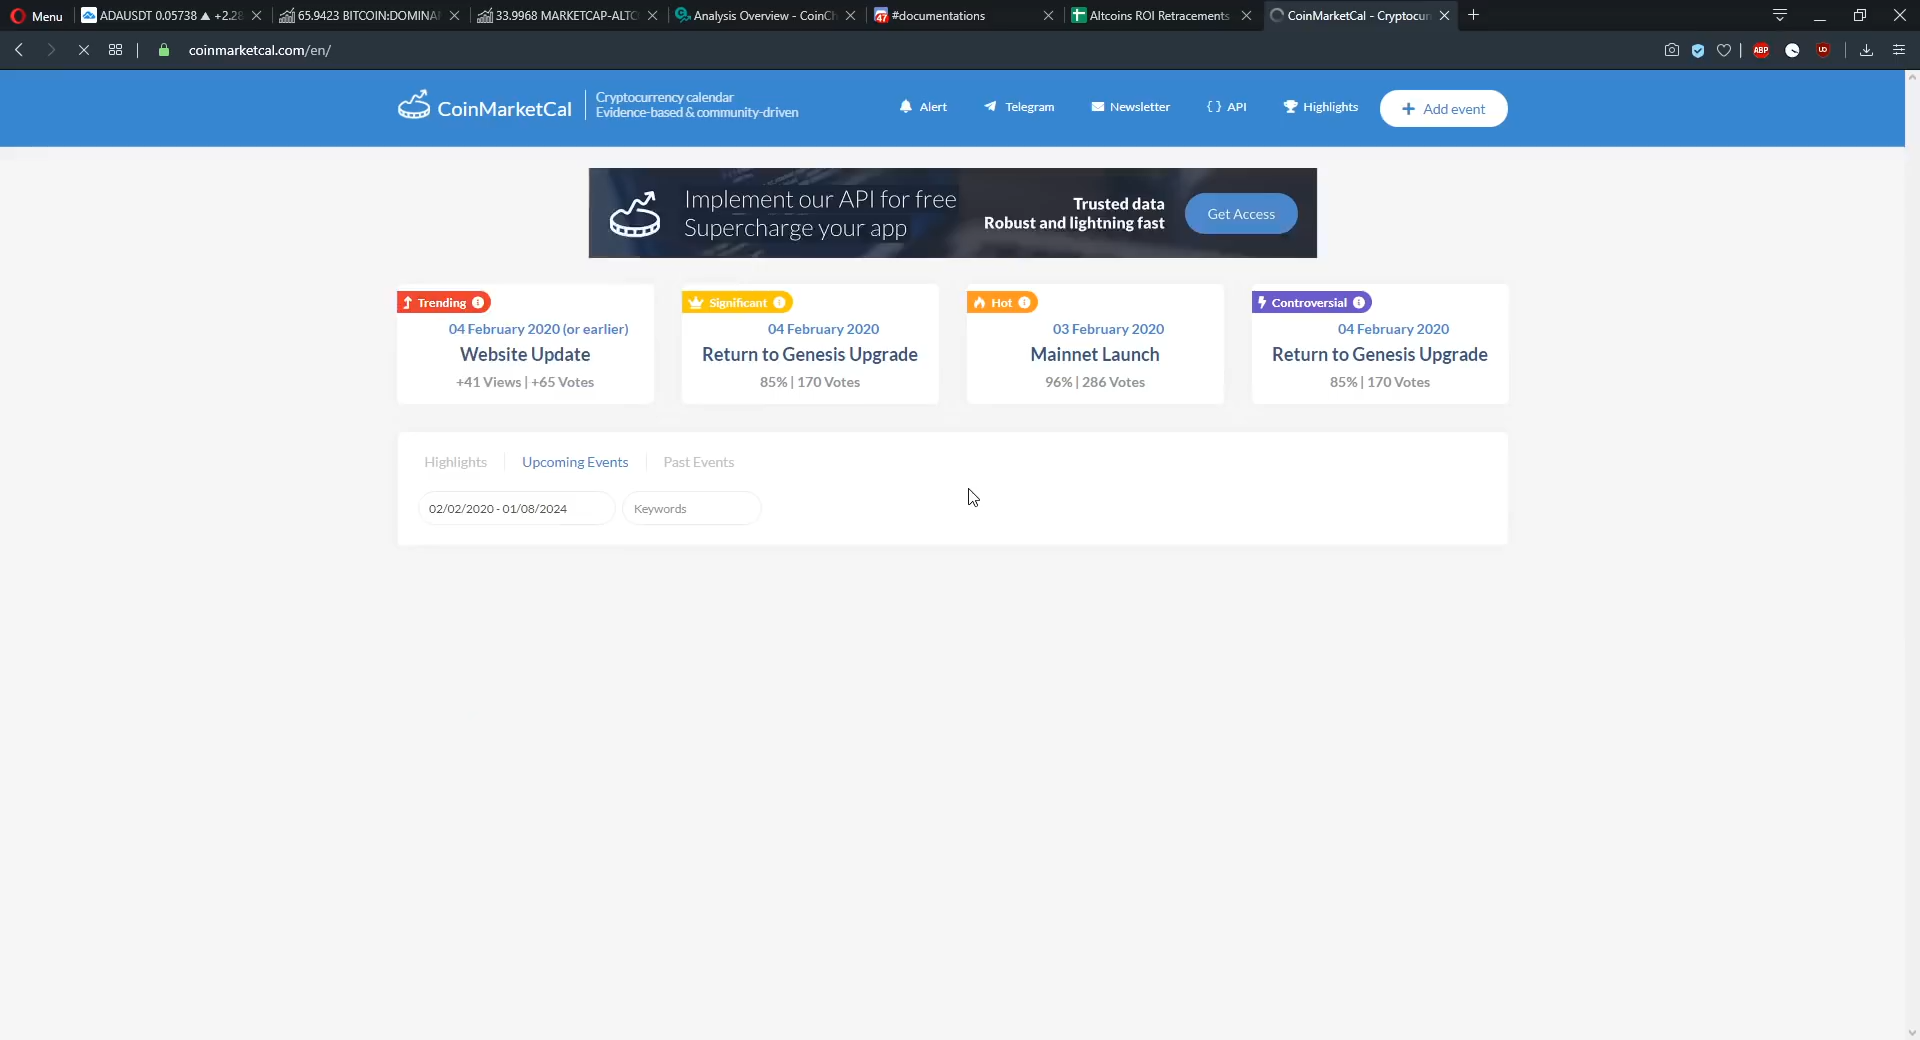 Menu
ADAUSDT 0.05738 ▲ +2.28
65.9423 BITCOIN:DOMINA
33.9968 MARKETCAP-ALTC
Analysis Overview - CoinCh
#documentations
Altcoins ROI Retracements
CoinMarketCal - Cryptocur
coinmarketcal.com/en/
ABP
CoinMarketCal
Cryptocurrency calendar
Evidence-based & community-driven
Alert
Telegram
Newsletter
{ } API
Highlights
+ Add event
Implement our API for free
Supercharge your app
Trusted data
Robust and lightning fast
Get Access
Trending
04 February 2020 (or earlier)
Website Update
+41 Views | +65 Votes
Significant
04 February 2020
Return to Genesis Upgrade
85% | 170 Votes
Hot
03 February 2020
Mainnet Launch
96% | 286 Votes
Controversial
04 February 2020
Return to Genesis Upgrade
85% | 170 Votes
Highlights
Upcoming Events
Past Events
02/02/2020 - 01/08/2024
Keywords